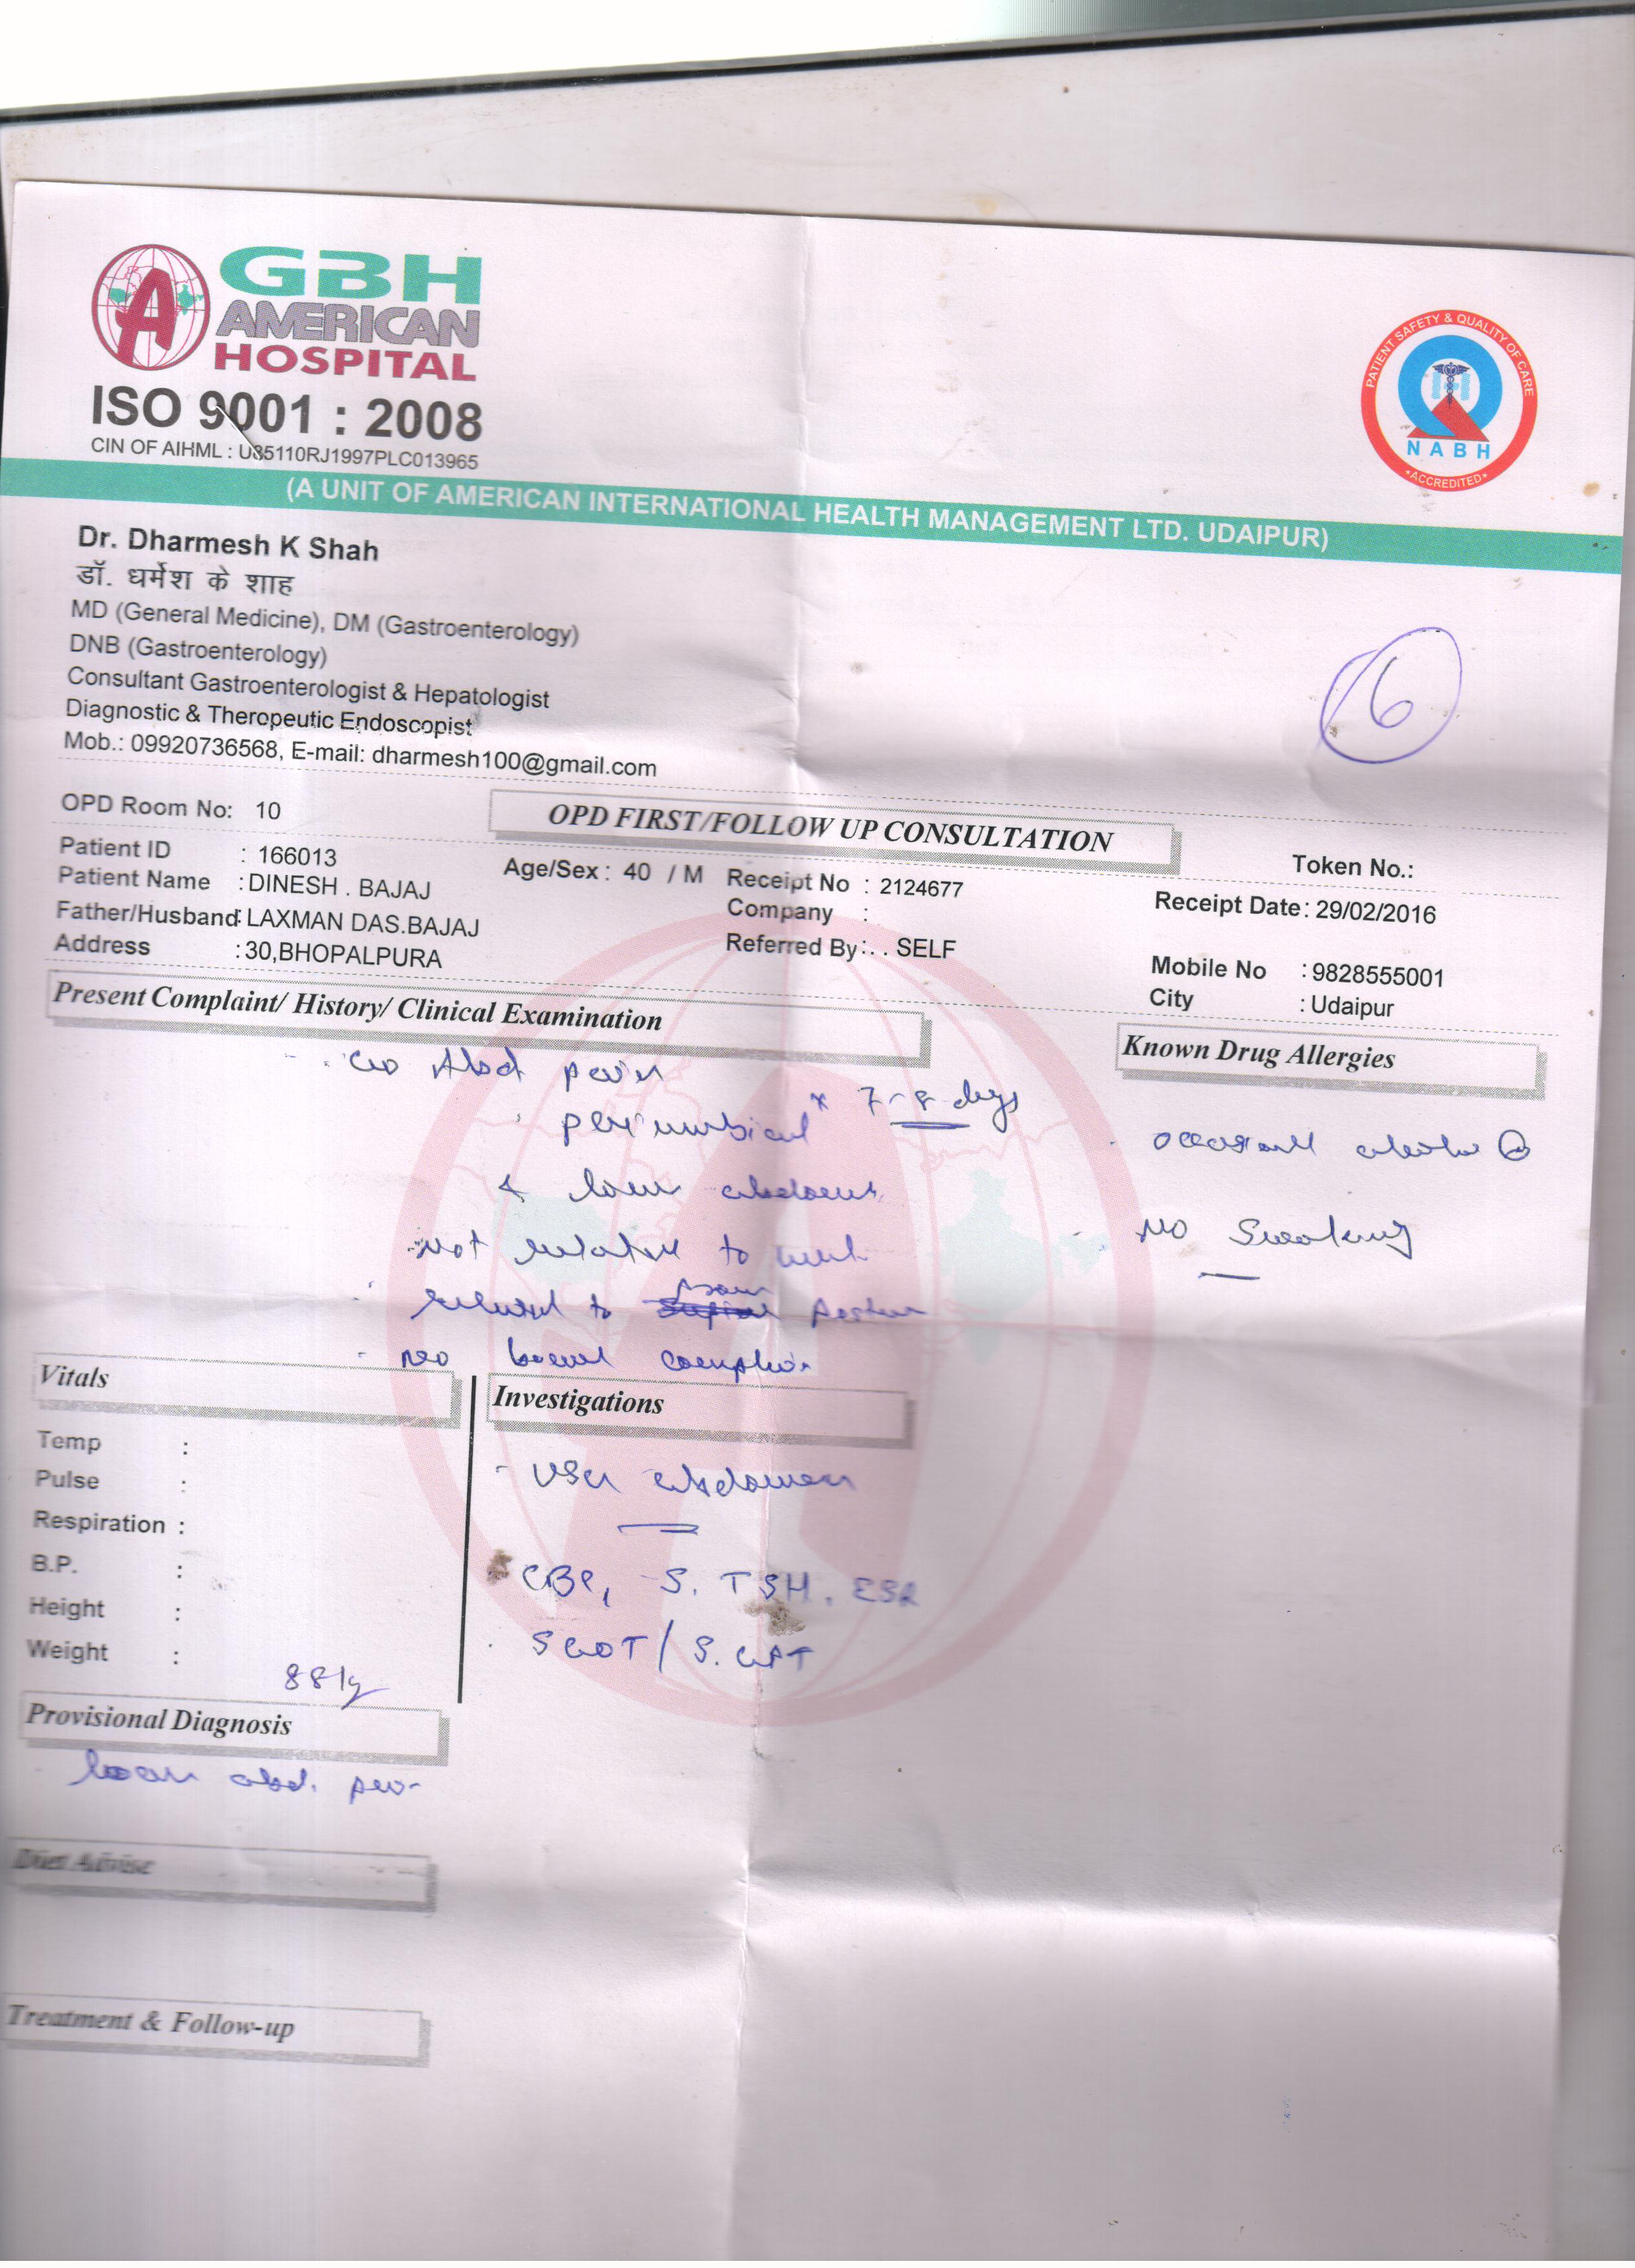 GBH
AMERICAN
HOSPITAL
ISO 9001 : 2008
CIN OF AIHML : U85110RJ1997PLC013965
PATIENT SAFETY & QUALITY OF CARE
NABH
ACCREDITED
(A UNIT OF AMERICAN INTERNATIONAL HEALTH MANAGEMENT LTD. UDAIPUR)
Dr. Dharmesh K Shah
डॉ. धर्मेश के शाह
MD (General Medicine), DM (Gastroenterology)
DNB (Gastroenterology)
Consultant Gastroenterologist & Hepatologist
Diagnostic & Theropeutic Endoscopist
Mob.: 09920736568, E-mail: dharmesh100@gmail.com
6
OPD Room No: 10
OPD FIRST/FOLLOW UP CONSULTATION
Token No.:
Patient ID : 166013
Age/Sex : 40 / M Receipt No : 2124677
Receipt Date: 29/02/2016
Patient Name : DINESH . BAJAJ
Company :
Father/Husband : LAXMAN DAS.BAJAJ
Referred By : . . SELF
Mobile No : 9828555001
Address : 30,BHOPALPURA
City : Udaipur
Present Complaint/ History/ Clinical Examination
Known Drug Allergies
c/o Abd pain
periumbical x 7-8 days
& lower abdomen
not related to
related to posture
no bowel
No Smoking
Vitals
Investigations
Temp :
Pulse :
Respiration :
B.P. :
Height :
Weight : 88 kg
- USG abdomen
CBC, S. TSH, ESR
SGOT / S. GPT
Provisional Diagnosis
lower abd. pain
Diet Advise
Treatment & Follow-up